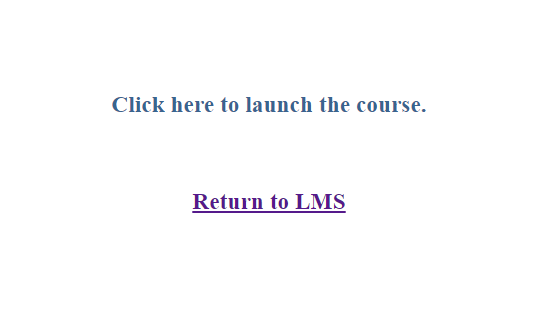 Click here to launch the course.
Return to LMS